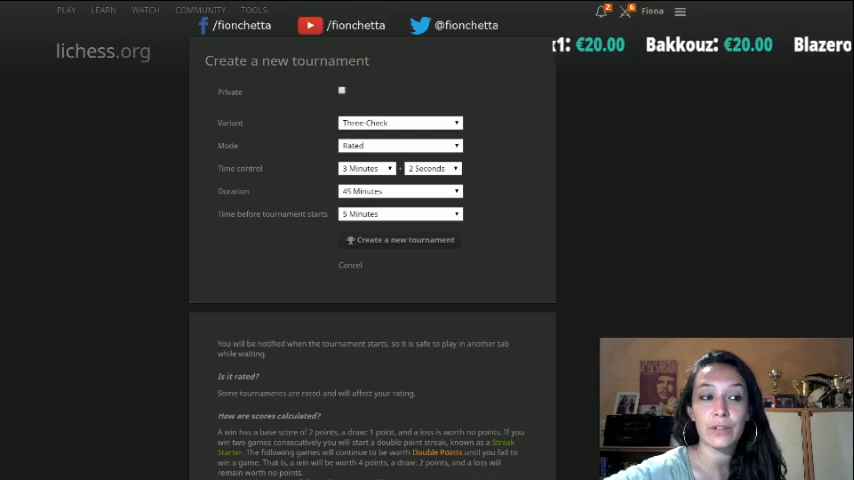 PLAY LEARN WATCH COMMUNITY TOOLS 2 6 Fiona
/fionchetta /fionchetta @fionchetta
lichess.org
x1: €20.00 Bakkouz: €20.00 Blazero
Create a new tournament
Private
Variant Three-Check
Mode Rated
Time control 3 Minutes + 2 Seconds
Duration 45 Minutes
Time before tournament starts 5 Minutes
Create a new tournament
Cancel
You will be notified when the tournament starts, so it is safe to play in another tab
while waiting.
Is it rated?
Some tournaments are rated and will affect your rating.
How are scores calculated?
A win has a base score of 2 points, a draw: 1 point, and a loss is worth no points. If you
win two games consecutively you will start a double point streak, known as a Streak
Starter. The following games will continue to be worth Double Points until you fail to
win a game. That is, a win will be worth 4 points, a draw: 2 points, and a loss will
remain worth no points.